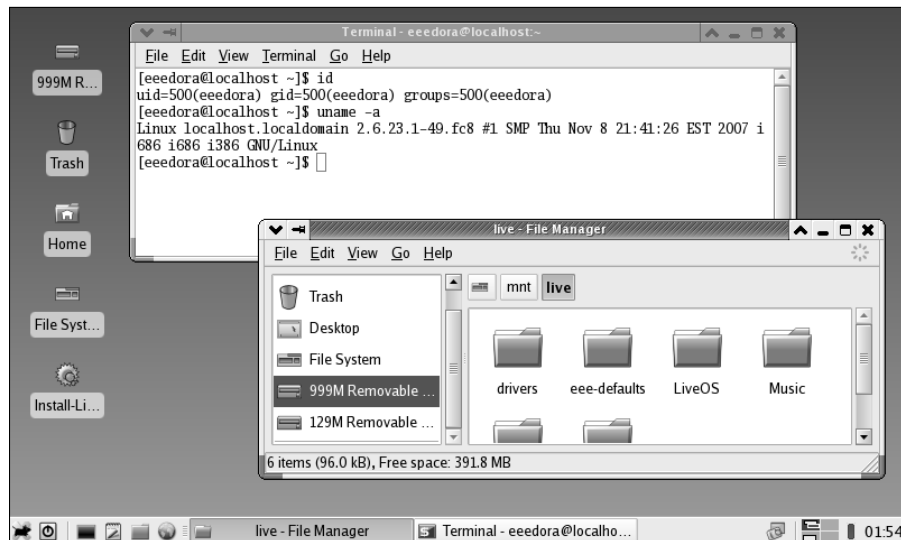 Terminal - eeedora@localhost:~
File Edit View Terminal Go Help
[eeedora@localhost ~]$ id
uid=500(eeedora) gid=500(eeedora) groups=500(eeedora)
[eeedora@localhost ~]$ uname -a
Linux localhost.localdomain 2.6.23.1-49.fc8 #1 SMP Thu Nov 8 21:41:26 EST 2007 i
686 i686 i386 GNU/Linux
[eeedora@localhost ~]$
999M R...
Trash
Home
File Syst...
Install-Li...
live - File Manager
File Edit View Go Help
Trash
Desktop
File System
999M Removable ...
129M Removable ...
mnt live
drivers eee-defaults LiveOS Music
6 items (96.0 kB), Free space: 391.8 MB
live - File Manager Terminal - eeedora@localho... 01:54